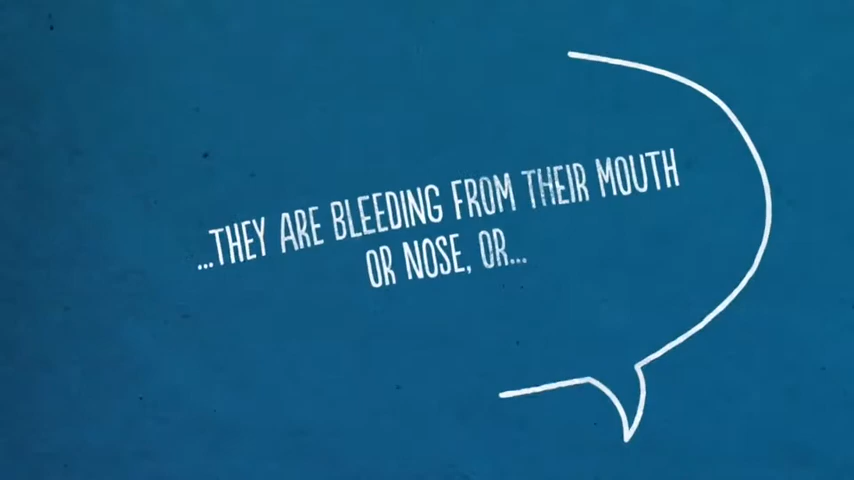 ...THEY ARE BLEEDING FROM THEIR MOUTH
OR NOSE, OR...